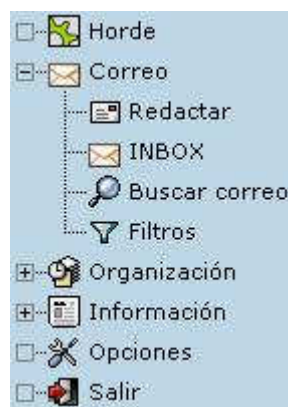 Horde
Correo
Redactar
INBOX
Buscar correo
Filtros
Organización
Información
Opciones
Salir